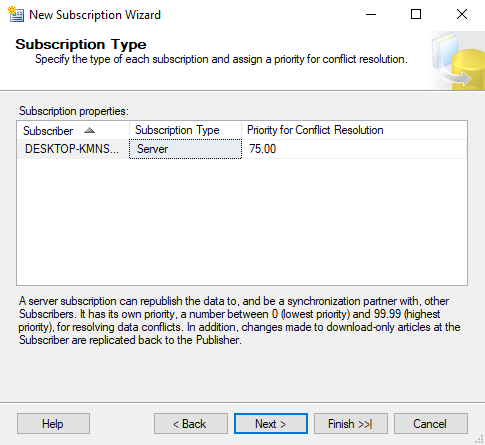 New Subscription Wizard
Subscription Type
Specify the type of each subscription and assign a priority for conflict resolution.
Subscription properties:
Subscriber Subscription Type Priority for Conflict Resolution
DESKTOP-KMNS... Server 75.00
A server subscription can republish the data to, and be a synchronization partner with, other
Subscribers. It has its own priority, a number between 0 (lowest priority) and 99.99 (highest
priority), for resolving data conflicts. In addition, changes made to download-only articles at the
Subscriber are replicated back to the Publisher.
Help < Back Next > Finish >>| Cancel